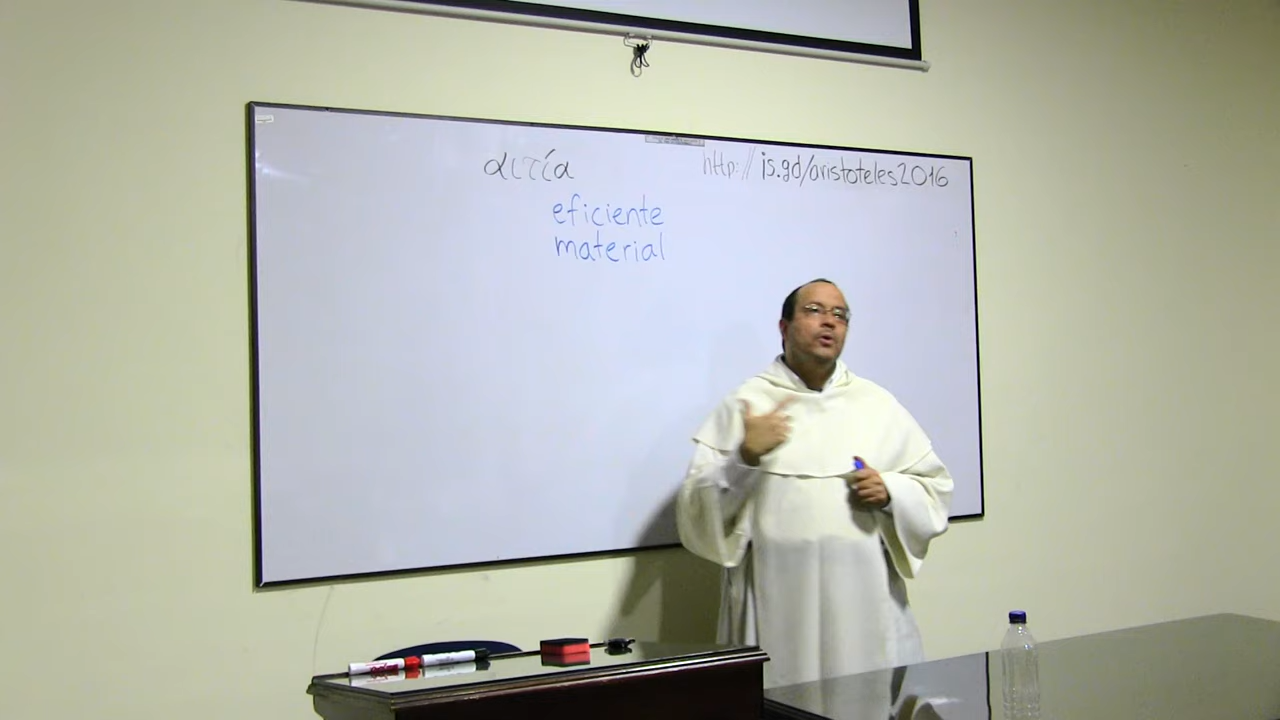 αιτία
http://is.gd/aristoteles2016
eficiente
material